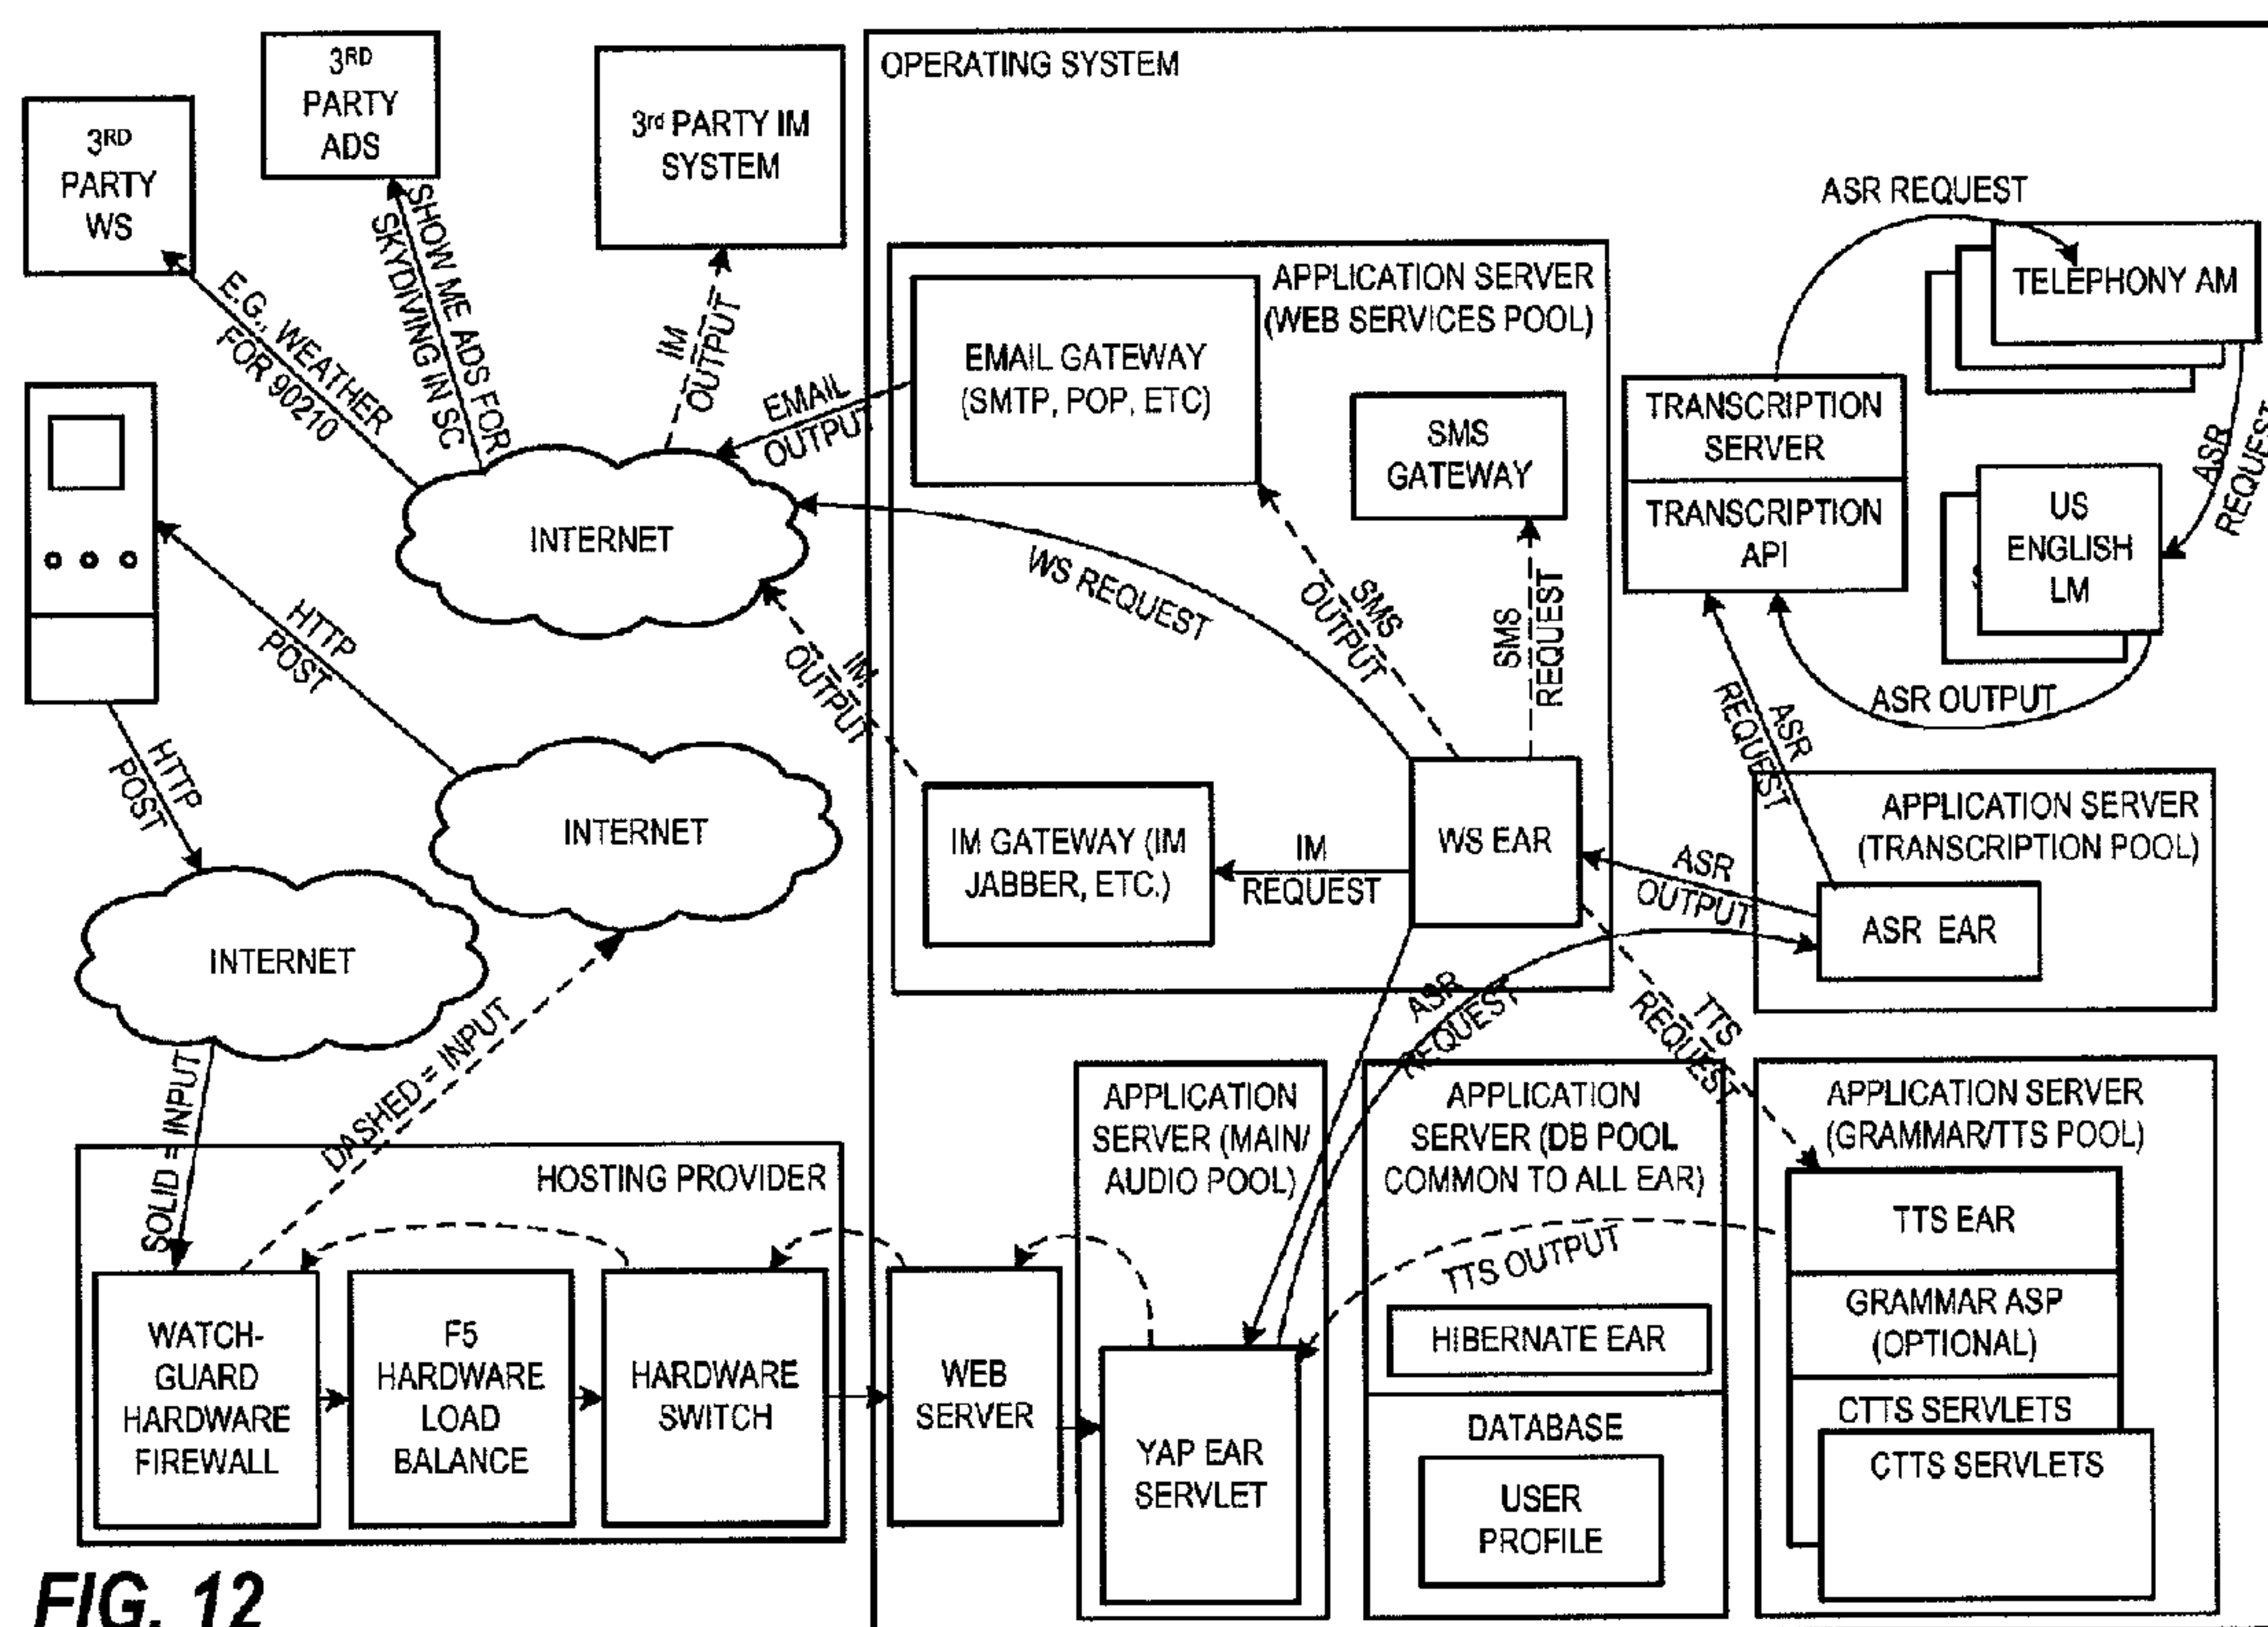 OPERATING SYSTEM
3RD
PARTY
WS
3RD
PARTY
ADS
3rd PARTY IM
SYSTEM
E.G., WEATHER
FOR 90210
SHOW ME ADS FOR
SKYDIVING IN SC
IM
OUTPUT
EMAIL
OUTPUT
INTERNET
APPLICATION SERVER
(WEB SERVICES POOL)
EMAIL GATEWAY
(SMTP, POP, ETC)
SMS
GATEWAY
WS REQUEST
SMS
OUTPUT
SMS
REQUEST
IM
OUTPUT
IM GATEWAY (IM
JABBER, ETC.)
IM
REQUEST
WS EAR
ASR REQUEST
TELEPHONY AM
TRANSCRIPTION
SERVER
TRANSCRIPTION
API
ASR
REQUEST
US
ENGLISH
LM
ASR OUTPUT
ASR
REQUEST
APPLICATION SERVER
(TRANSCRIPTION POOL)
ASR EAR
ASR
OUTPUT
HTTP
POST
HTTP
POST
INTERNET
INTERNET
SOLID = INPUT
DASHED = INPUT
ASR
REQUEST
TTS
REQUEST
HOSTING PROVIDER
WATCH-
GUARD
HARDWARE
FIREWALL
F5
HARDWARE
LOAD
BALANCE
HARDWARE
SWITCH
WEB
SERVER
APPLICATION
SERVER (MAIN/
AUDIO POOL)
YAP EAR
SERVLET
APPLICATION
SERVER (DB POOL
COMMON TO ALL EAR)
TTS OUTPUT
HIBERNATE EAR
DATABASE
USER
PROFILE
APPLICATION SERVER
(GRAMMAR/TTS POOL)
TTS EAR
GRAMMAR ASP
(OPTIONAL)
CTTS SERVLETS
CTTS SERVLETS
FIG. 12